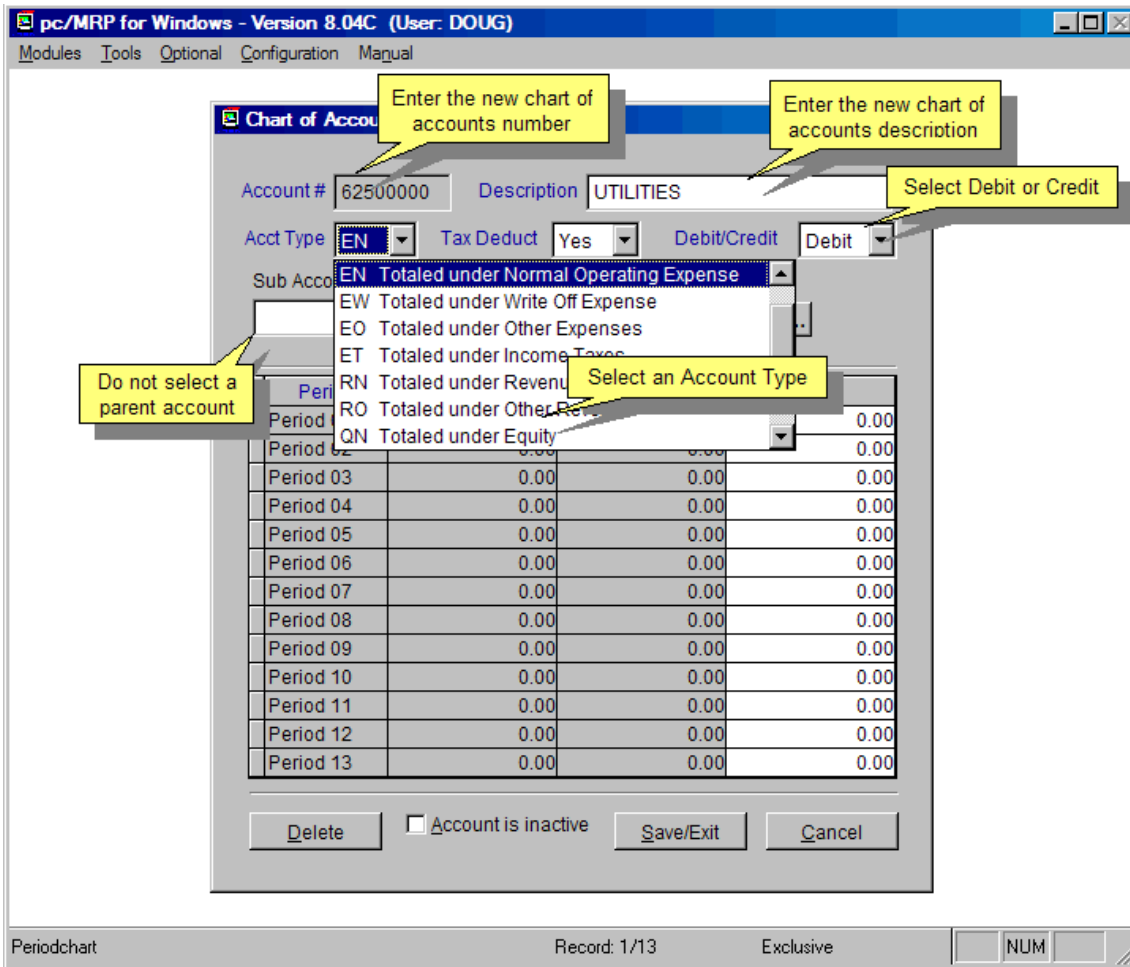 pc/MRP for Windows - Version 8.04C (User: DOUG)
Modules Tools Optional Configuration Manual
Enter the new chart of
accounts number
Enter the new chart of
accounts description
Chart of Accou
Select Debit or Credit
Account # 62500000 Description UTILITIES
Acct Type EN Tax Deduct Yes Debit/Credit Debit
Sub Acco
EN Totaled under Normal Operating Expense
EW Totaled under Write Off Expense
EO Totaled under Other Expenses
ET Totaled under Income Taxes
RN Totaled under Revenu
RO Totaled under Other Reve
QN Totaled under Equity
Do not select a
parent account
Select an Account Type
Peri
Period 0.00
Period 02 0.00 0.00 0.00
Period 03 0.00 0.00 0.00
Period 04 0.00 0.00 0.00
Period 05 0.00 0.00 0.00
Period 06 0.00 0.00 0.00
Period 07 0.00 0.00 0.00
Period 08 0.00 0.00 0.00
Period 09 0.00 0.00 0.00
Period 10 0.00 0.00 0.00
Period 11 0.00 0.00 0.00
Period 12 0.00 0.00 0.00
Period 13 0.00 0.00 0.00
Delete Account is inactive Save/Exit Cancel
Periodchart Record: 1/13 Exclusive NUM